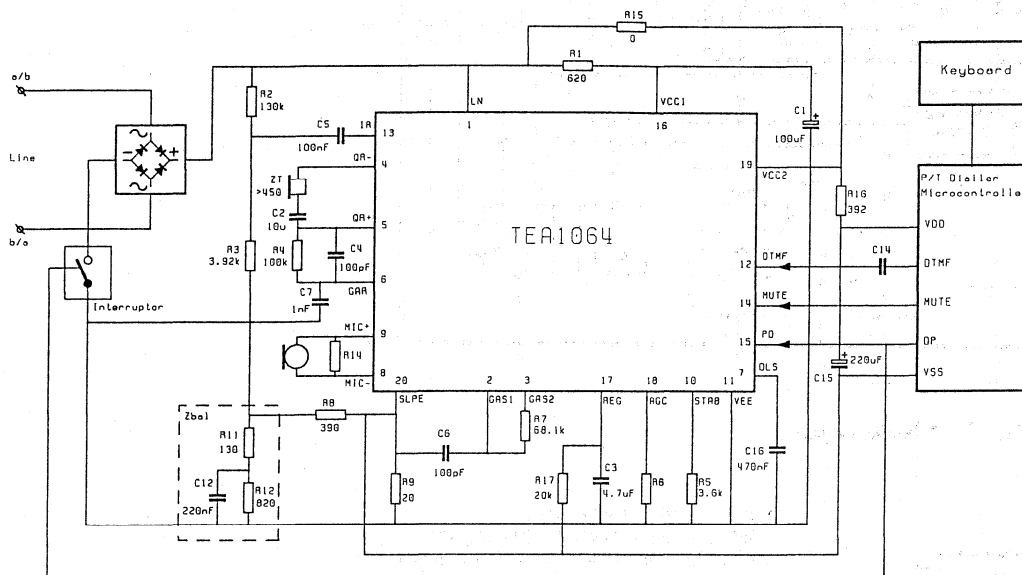 R15
0
R1
620
Keyboard
a/b
R2
130k
LN
VCC1
C1
+
100uF
C5
100nF
IR
13
1
16
QR-
4
19
VCC2
Line
P/T Dialler
Microcontrolle
ZT
>450
R16
392
C2
10u
QR+
5
VDD
b/a
R3
3.92k
R4
100k
C4
100pF
TEA1064
C14
12
DTMF
DTMF
6
GAR
C7
1nF
14
MUTE
MUTE
Interruptor
MIC+
9
15
PD
DP
R14
8
MIC-
+
220uF
C15
VSS
20
2
3
17
18
10
11
7
DLS
SLPE
GAS1
GAS2
REG
AGC
STAB
VEE
Zbal
R8
390
R7
68.1k
R11
130
C6
100pF
C16
470nF
C12
220nF
R12
820
R9
20
R17
20k
C3
4.7uF
R6
R5
3.6k